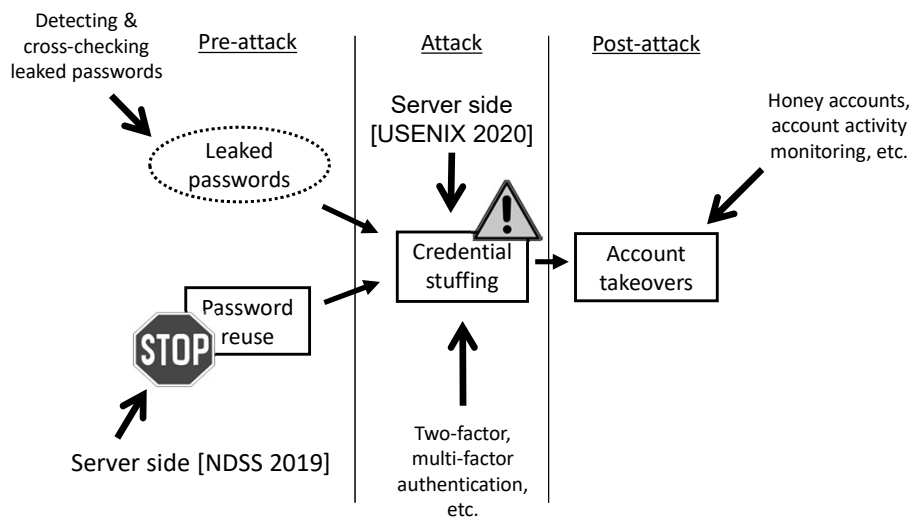 Detecting &
cross-checking
leaked passwords
Pre-attack
Attack
Post-attack
Server side
[USENIX 2020]
Honey accounts,
account activity
monitoring, etc.
Leaked
passwords
Credential
stuffing
Account
takeovers
Password
reuse
STOP
Server side [NDSS 2019]
Two-factor,
multi-factor
authentication,
etc.